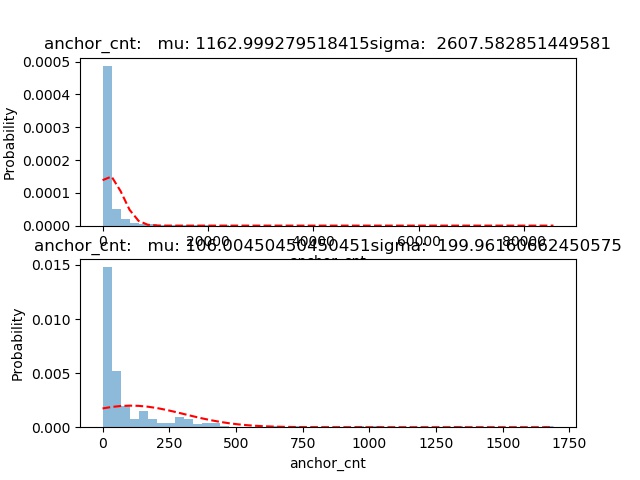 anchor_cnt:   mu: 1162.999279518415sigma:  2607.582851449581
0.0005
0.0004
0.0003
0.0002
0.0001
0.0000
Probability
0 20000 40000 60000 80000
anchor_cnt
anchor_cnt:   mu: 106.00450450450451sigma:  199.96160662450575
0.015
0.010
0.005
0.000
Probability
0 250 500 750 1000 1250 1500 1750
anchor_cnt